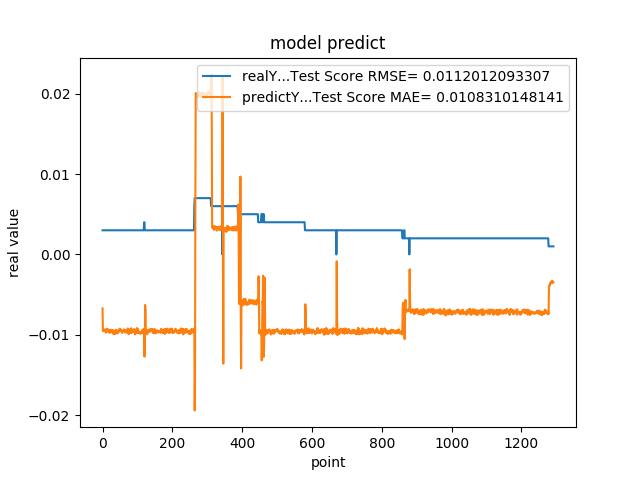 model predict
realY...Test Score RMSE= 0.0112012093307
predictY...Test Score MAE= 0.0108310148141
0.02
0.01
0.00
−0.01
−0.02
real value
0 200 400 600 800 1000 1200
point